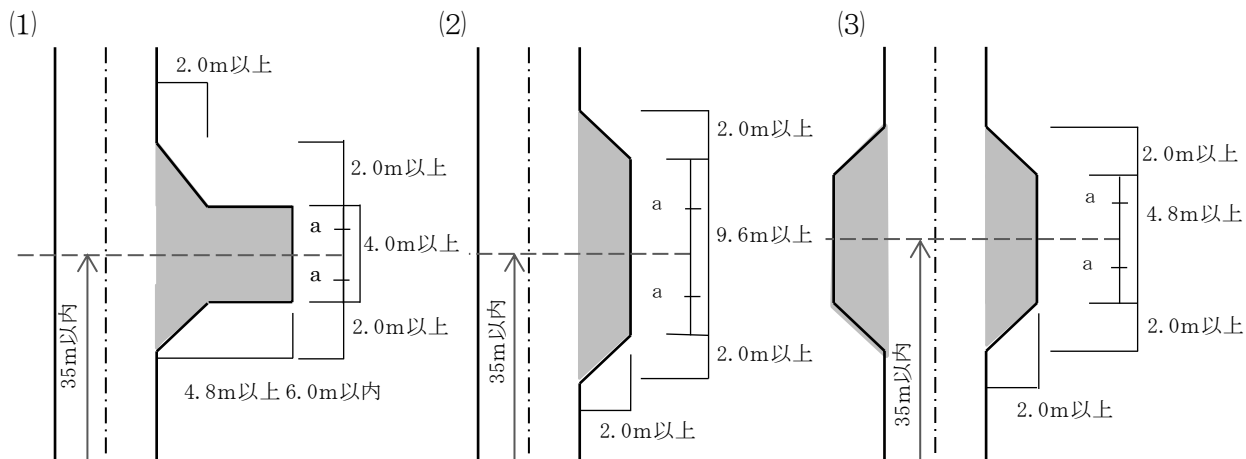 (1)
2.0m以上
2.0m以上
a
4.0m以上
a
2.0m以上
35m以内
4.8m以上6.0m以内
(2)
2.0m以上
a
9.6m以上
a
2.0m以上
35m以内
2.0m以上
(3)
2.0m以上
a
4.8m以上
a
2.0m以上
35m以内
2.0m以上